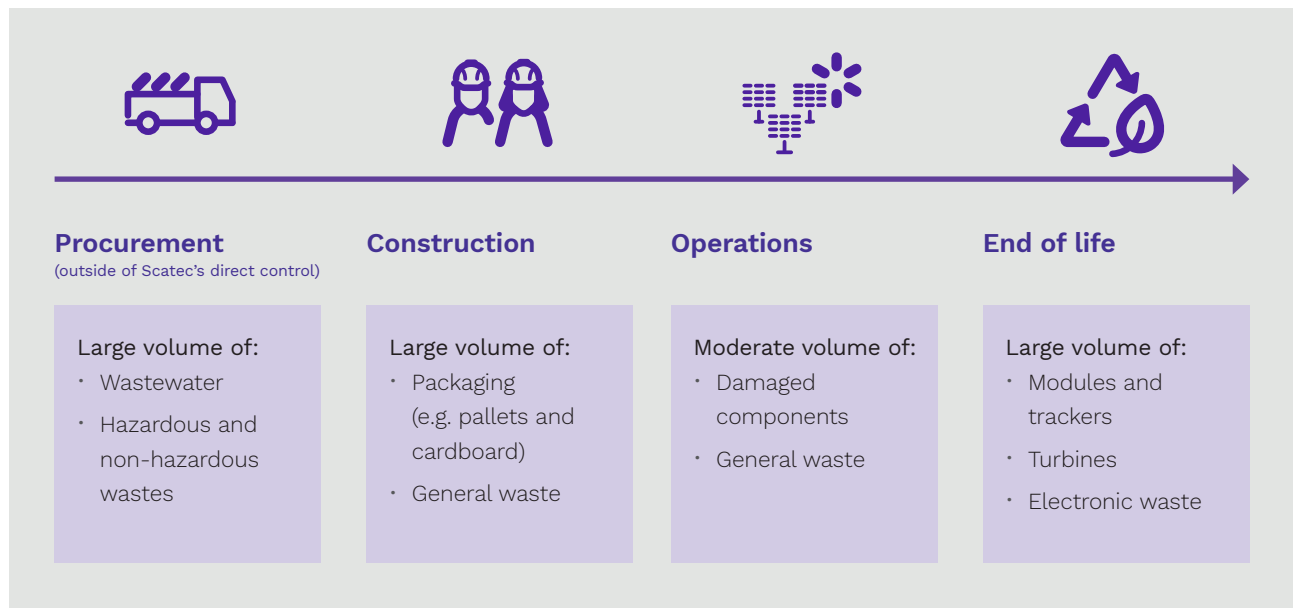 Procurement
(outside of Scatec's direct control)
Large volume of:
· Wastewater
· Hazardous and
non-hazardous
wastes
Construction
Large volume of:
· Packaging
(e.g. pallets and
cardboard)
· General waste
Operations
Moderate volume of:
· Damaged
components
· General waste
End of life
Large volume of:
· Modules and
trackers
· Turbines
· Electronic waste